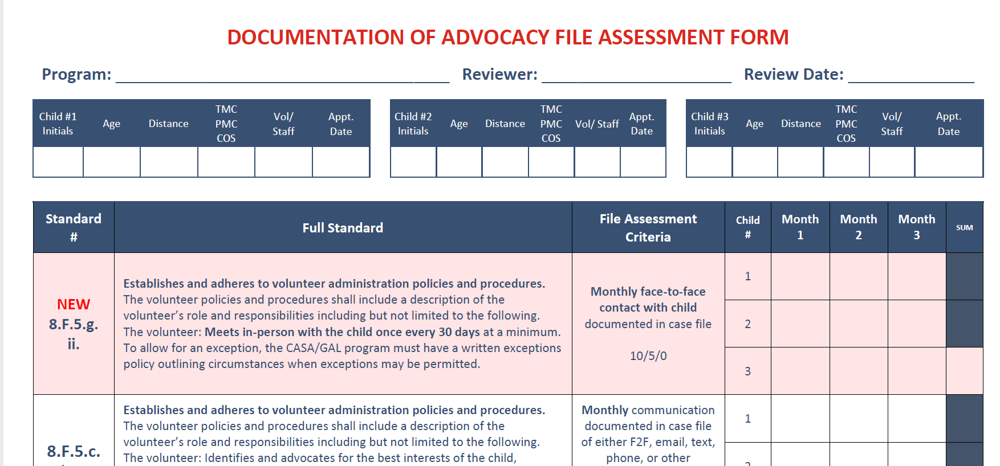 DOCUMENTATION OF ADVOCACY FILE ASSESSMENT FORM
Program: ____________________ Reviewer: ____________________ Review Date: ______________
Child #1 Initials Age Distance TMC PMC COS Vol/ Staff Appt. Date
Child #2 Initials Age Distance TMC PMC COS Vol/ Staff Appt. Date
Child #3 Initials Age Distance TMC PMC COS Vol/ Staff Appt. Date
Standard # Full Standard File Assessment Criteria Child # Month 1 Month 2 Month 3 SUM
NEW
8.F.5.g.
ii.
Establishes and adheres to volunteer administration policies and procedures.
The volunteer policies and procedures shall include a description of the
volunteer’s role and responsibilities including but not limited to the following.
The volunteer: Meets in-person with the child once every 30 days at a minimum.
To allow for an exception, the CASA/GAL program must have a written exceptions
policy outlining circumstances when exceptions may be permitted.
Monthly face-to-face
contact with child
documented in case file
10/5/0
1
2
3
8.F.5.c.
Establishes and adheres to volunteer administration policies and procedures.
The volunteer policies and procedures shall include a description of the
volunteer’s role and responsibilities including but not limited to the following.
The volunteer: Identifies and advocates for the best interests of the child,
Monthly communication
documented in case file
of either F2F, email, text,
phone, or other
1
2